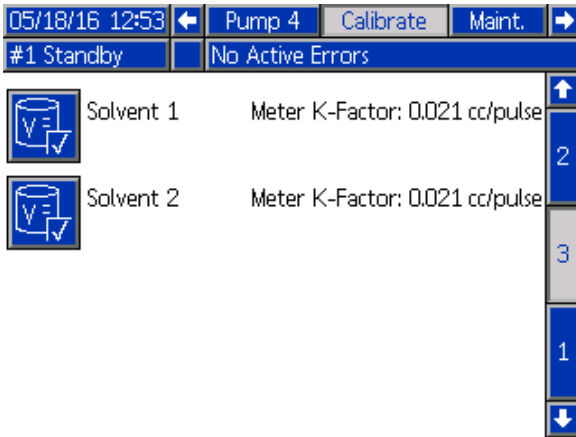 05/18/16 12:53 Pump 4 Calibrate Maint.
#1 Standby No Active Errors
Solvent 1 Meter K-Factor: 0.021 cc/pulse
2
V=
Solvent 2 Meter K-Factor: 0.021 cc/pulse
V=
3
1